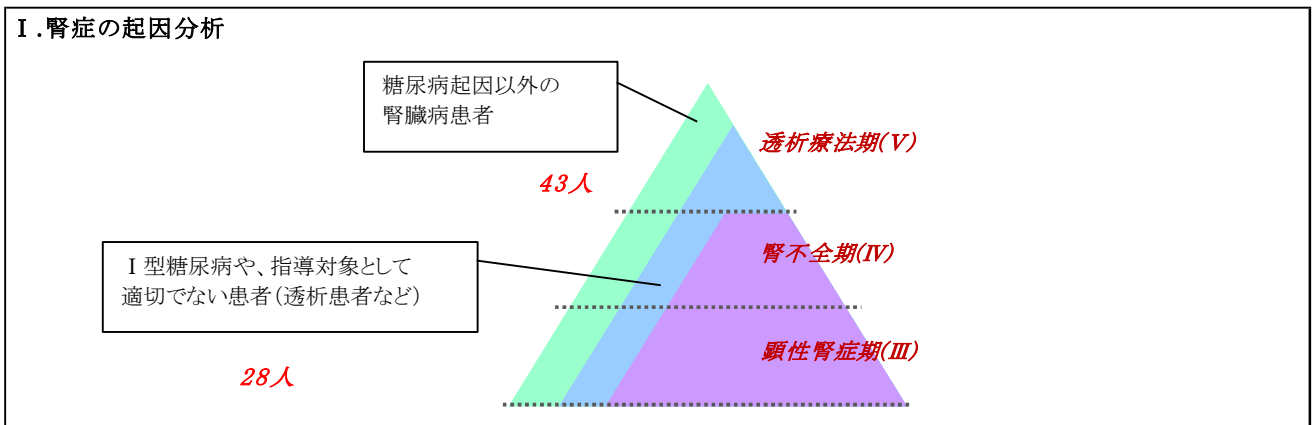 Ⅰ.腎症の起因分析
糖尿病起因以外の
腎臓病患者
透析療法期(Ⅴ)
43人
腎不全期(Ⅳ)
Ⅰ型糖尿病や、指導対象として
適切でない患者(透析患者など)
顕性腎症期(Ⅲ)
28人